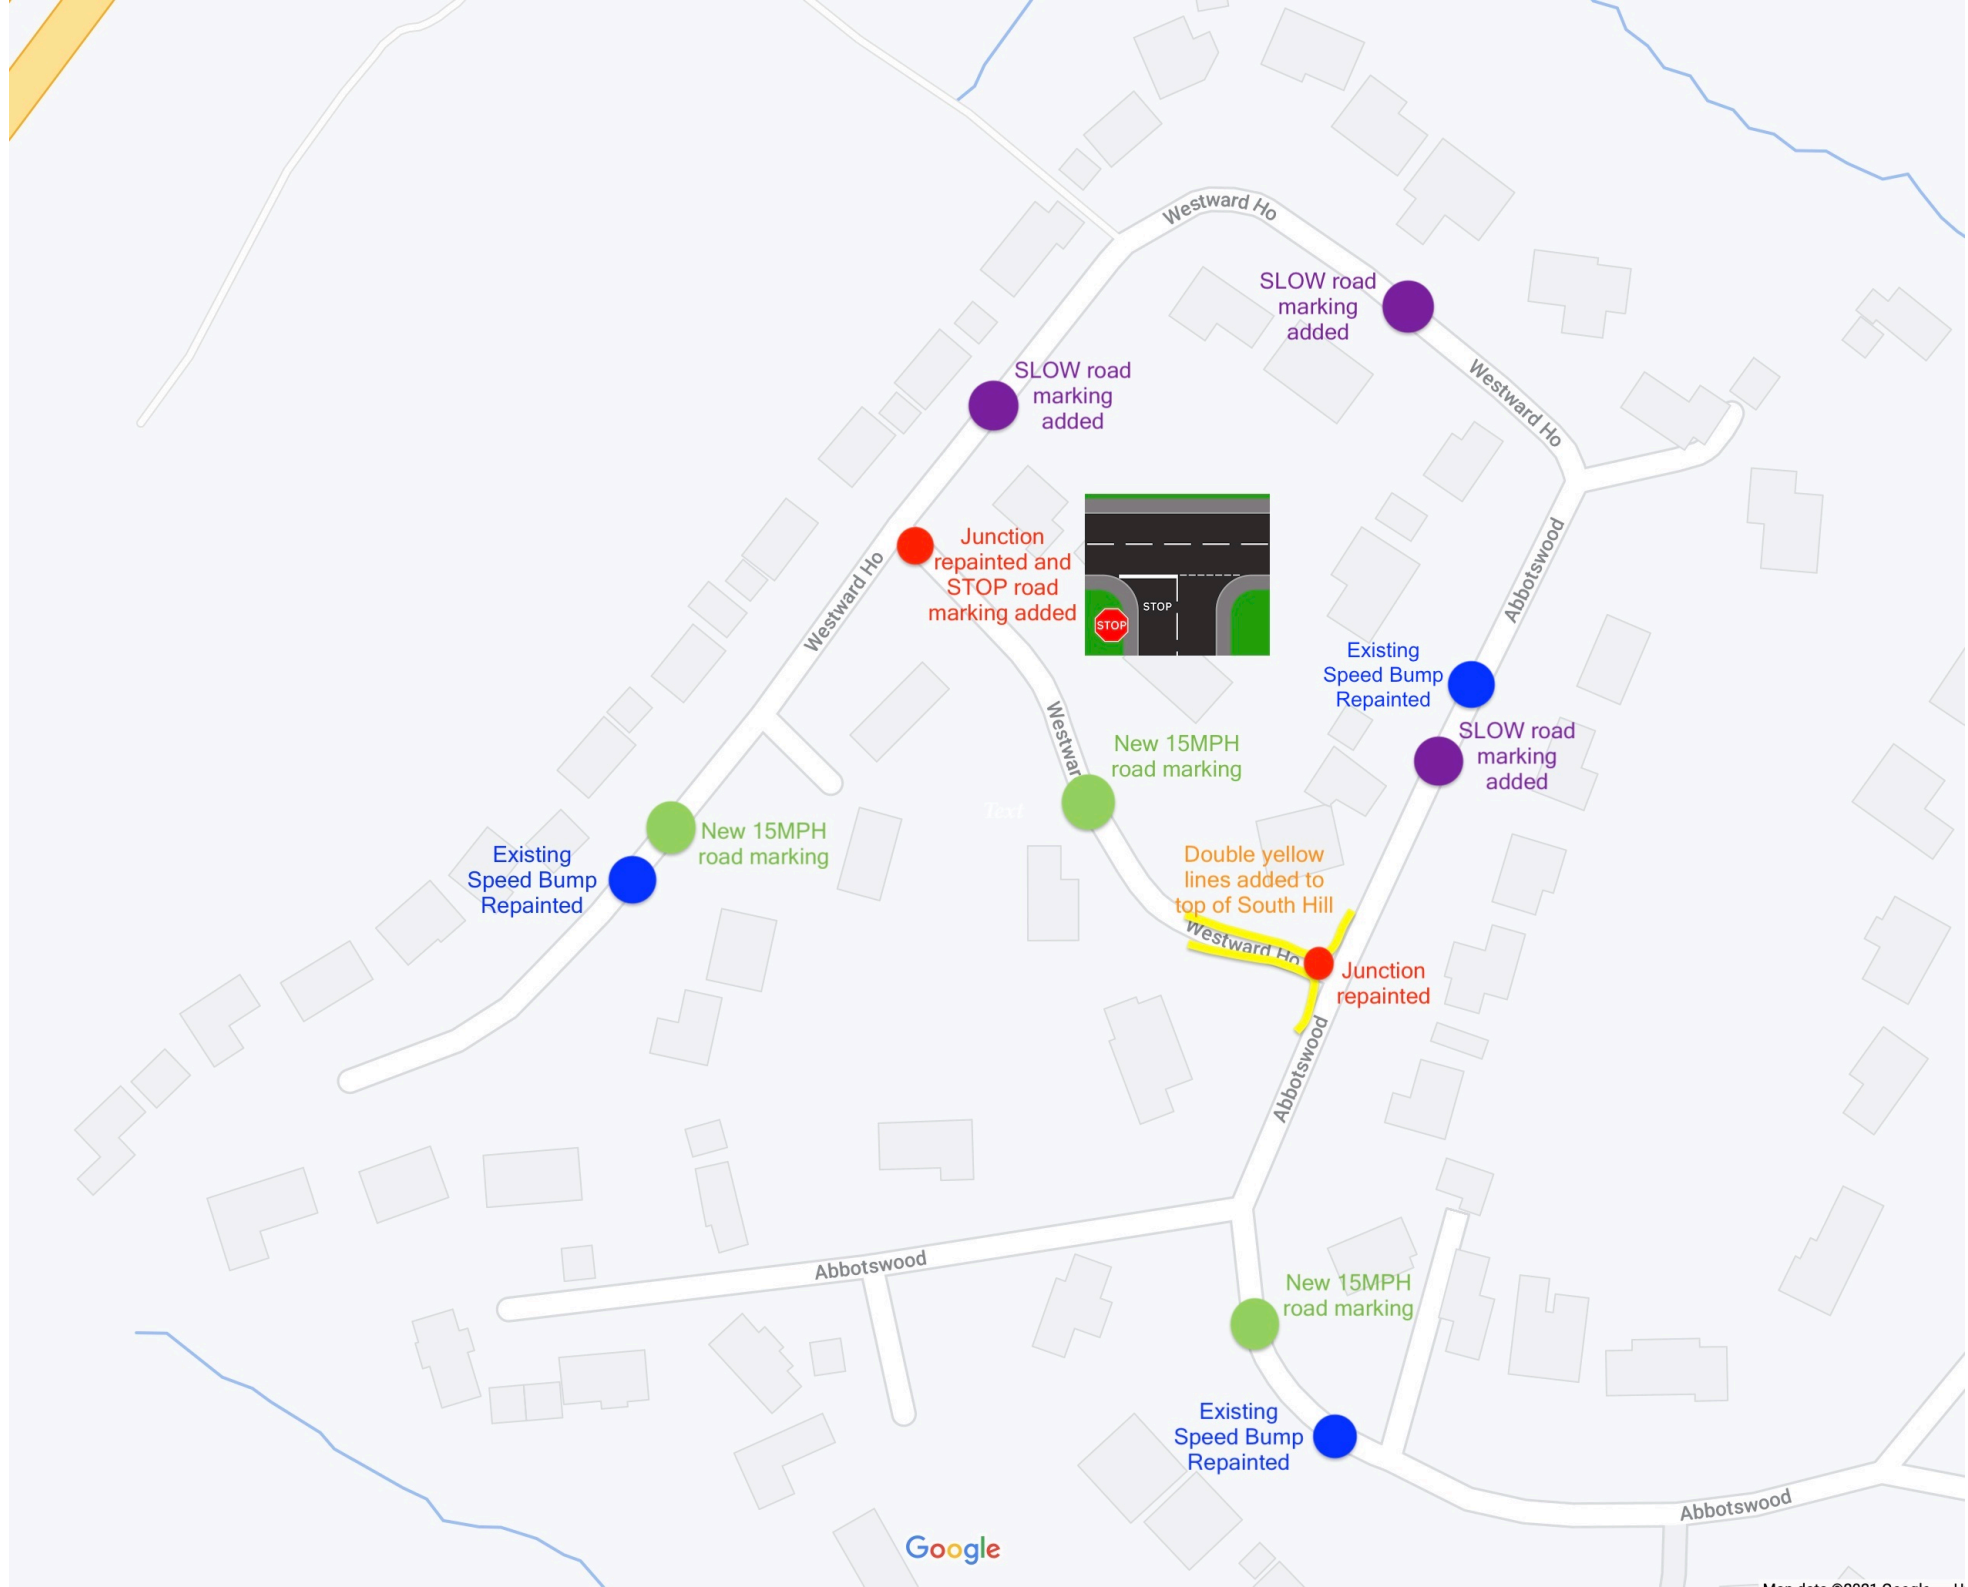 Westward Ho
SLOW road
marking
added
SLOW road
marking
added
Westward Ho
Junction
repainted and
STOP road
marking added
STOP
STOP
Westward Ho
Abbotswood
Existing
Speed Bump
Repainted
SLOW road
marking
added
Westwar
New 15MPH
road marking
Text
New 15MPH
road marking
Existing
Speed Bump
Repainted
Double yellow
lines added to
top of South Hill
Westward Ho
Junction
repainted
Abbotswood
Abbotswood
New 15MPH
road marking
Existing
Speed Bump
Repainted
Abbotswood
Google